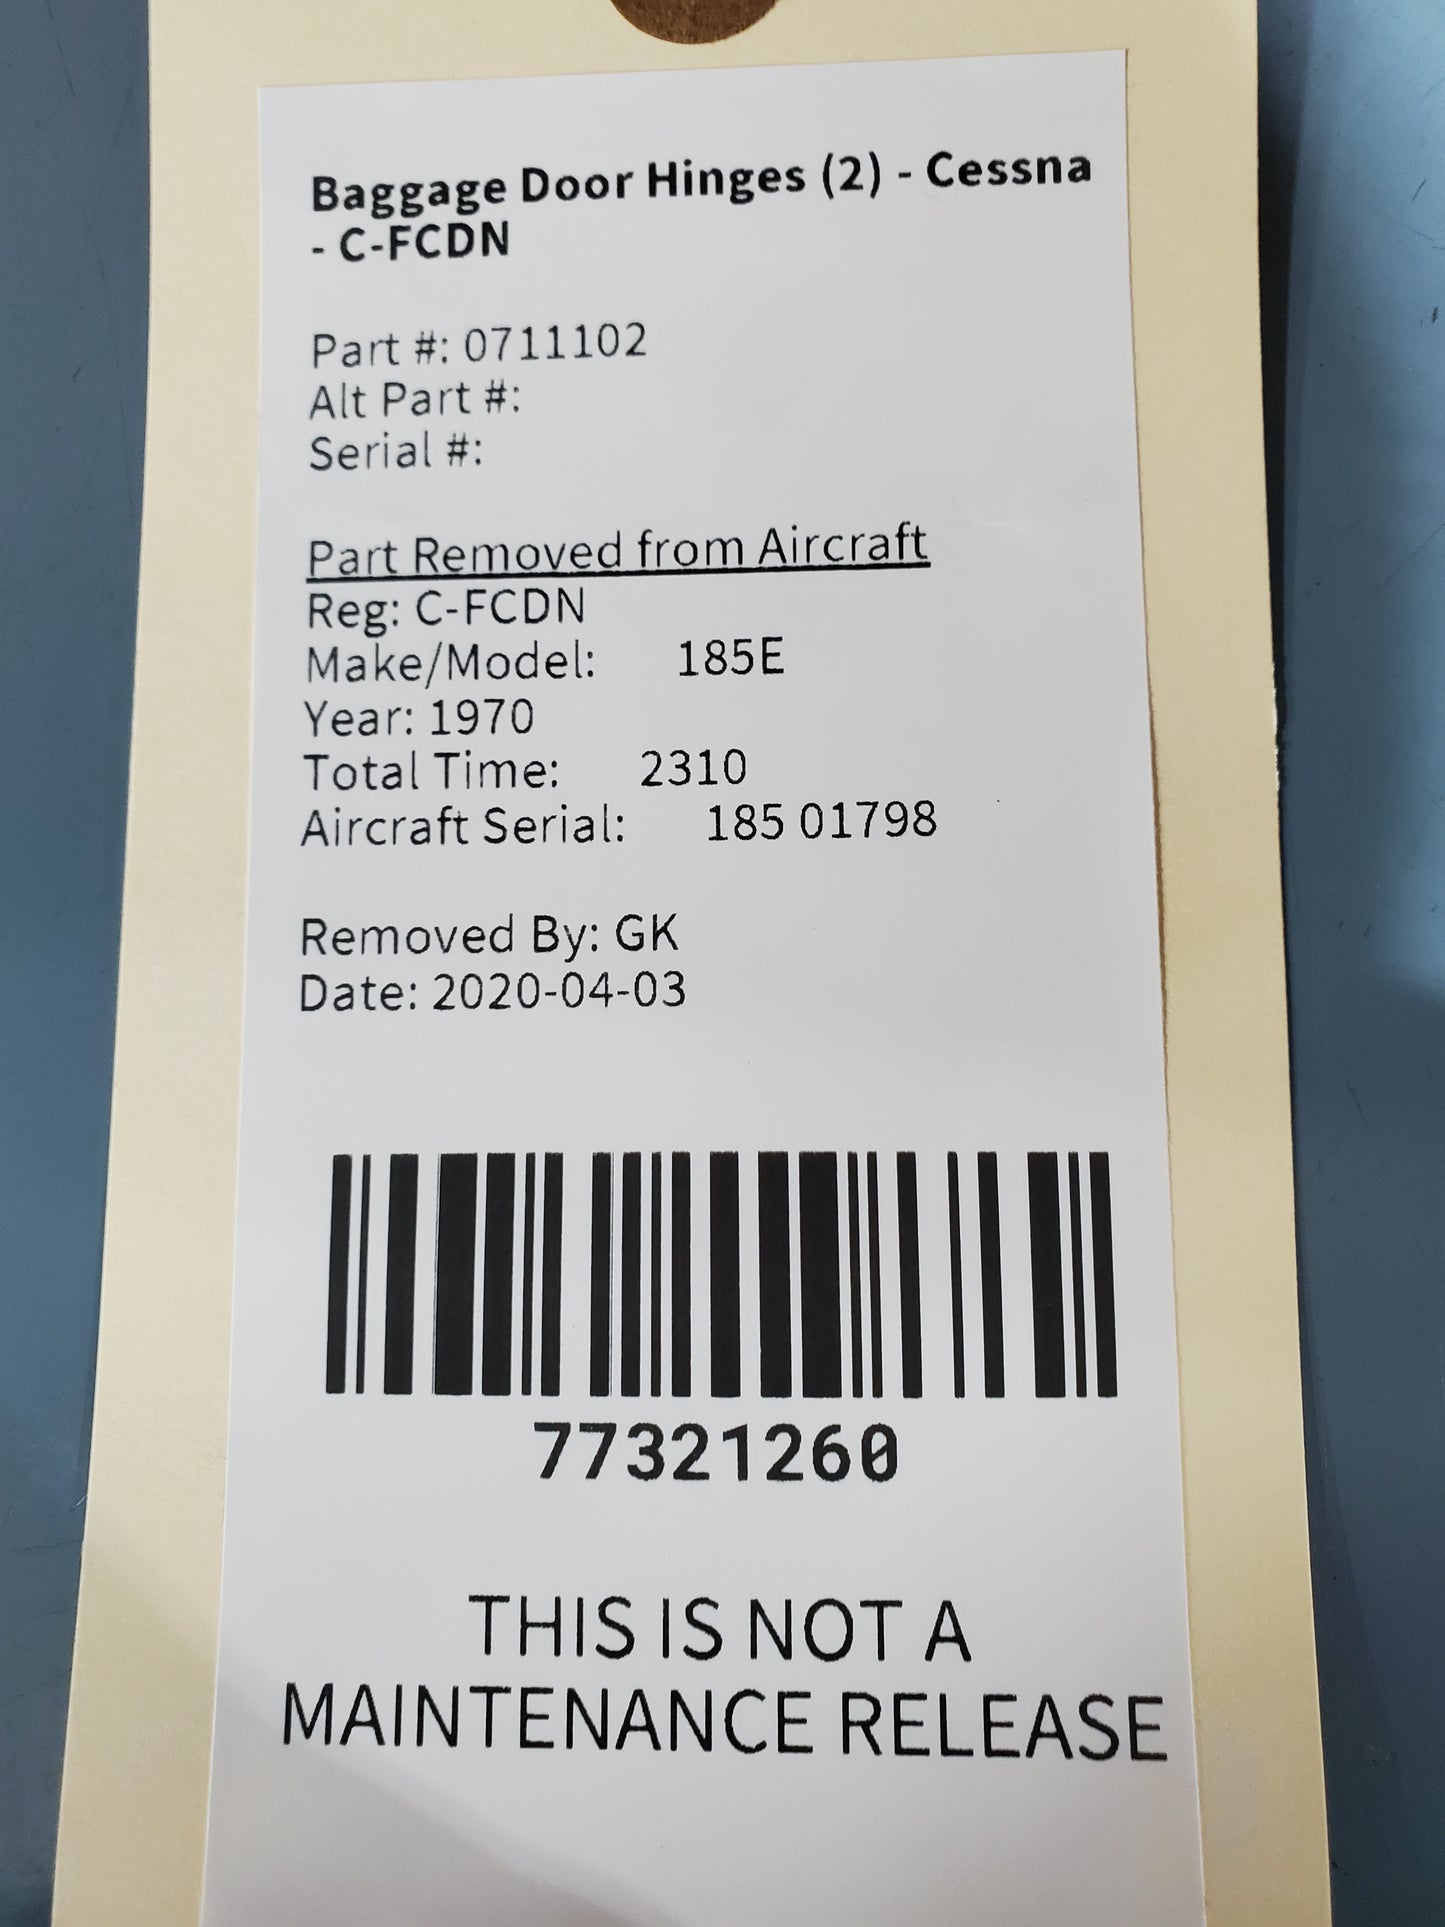 Baggage Door Hinges (2) - Cessna
- C-FCDN
Part #: 0711102
Alt Part #:
Serial #:
Part Removed from Aircraft
Reg: C-FCDN
Make/Model: 185E
Year: 1970
Total Time: 2310
Aircraft Serial: 185 01798
Removed By: GK
Date: 2020-04-03
77321260
THIS IS NOT A
MAINTENANCE RELEASE